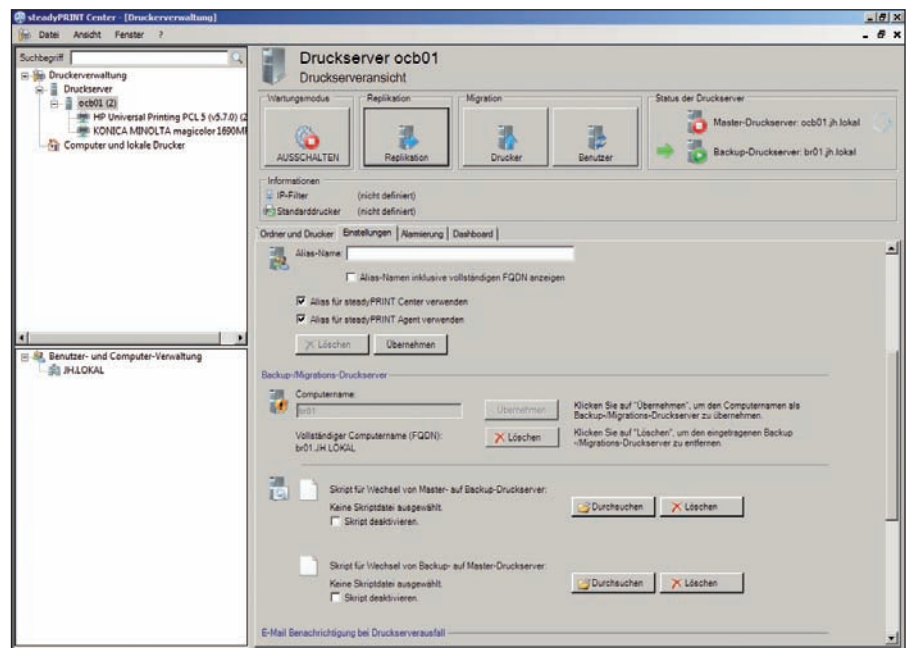 steadyPRINT Center - [Druckerverwaltung]
Datei Ansicht Fenster ?
Suchbegriff
Druckerverwaltung
Druckserver
ocb01 (2)
HP Universal Printing PCL 5 (v5.7.0) (2
KONICA MINOLTA magicolor 1690MF
Computer und lokale Drucker
Benutzer- und Computer-Verwaltung
JH.LOKAL
Druckserver ocb01
Druckserveransicht
Wartungsmodus
AUSSCHALTEN
Replikation
Replikation
Migration
Drucker
Benutzer
Status der Druckserver
Master-Druckserver: ocb01.jh.lokal
Backup-Druckserver: br01.jh.lokal
Informationen
IP-Filter (nicht definiert)
Standarddrucker (nicht definiert)
Ordner und Drucker Einstellungen Alarmierung Dashboard
Alias-Name:
Alias-Namen inklusive vollständigen FQDN anzeigen
Alias für steadyPRINT Center verwenden
Alias für steadyPRINT Agent verwenden
Löschen Übernehmen
Backup-/Migrations-Druckserver
Computername:
br01
Übernehmen
Klicken Sie auf "Übernehmen", um den Computernamen als
Backup-/Migrations-Druckserver zu übernehmen.
Vollständiger Computername (FQDN):
br01.JH.LOKAL
Löschen
Klicken Sie auf "Löschen", um den eingetragenen Backup
-/Migrations-Druckserver zu entfernen.
Skript für Wechsel von Master- auf Backup-Druckserver:
Keine Skriptdatei ausgewählt.
Skript deaktivieren.
Durchsuchen Löschen
Skript für Wechsel von Backup- auf Master-Druckserver:
Keine Skriptdatei ausgewählt.
Skript deaktivieren.
Durchsuchen Löschen
E-Mail Benachrichtigung bei Druckserverausfall